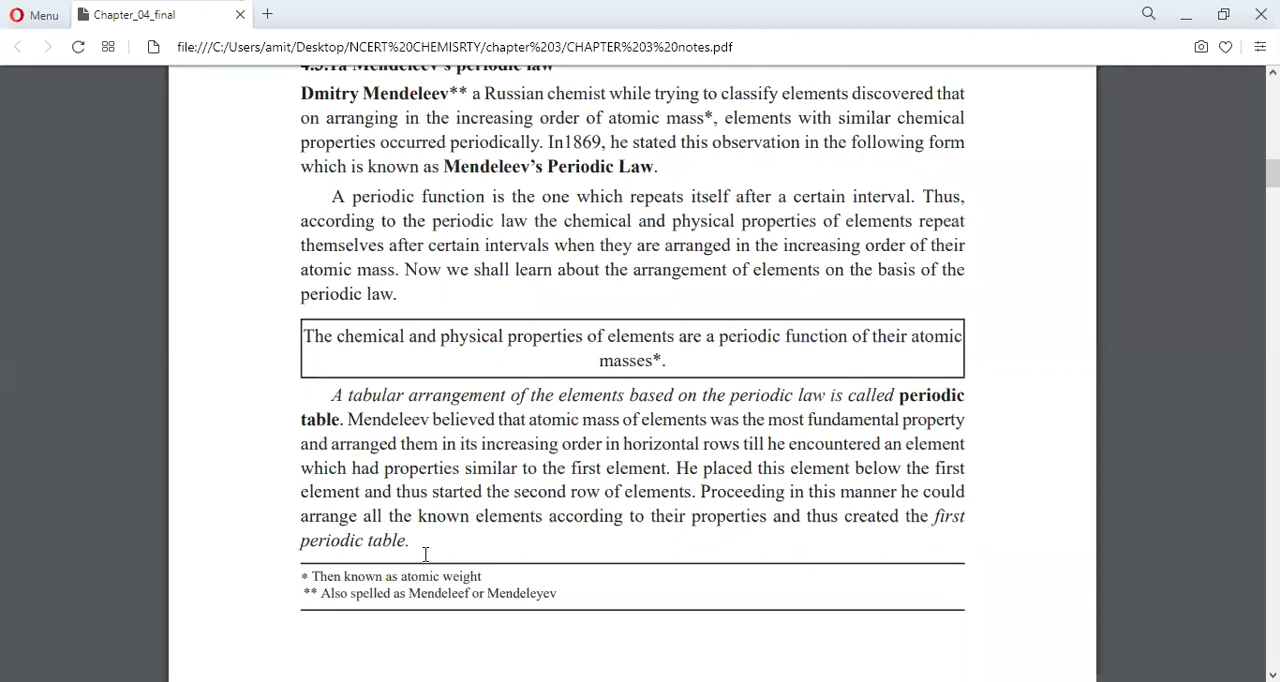 Menu
Chapter_04_final
file:///C:/Users/amit/Desktop/NCERT%20CHEMISRTY/chapter%203/CHAPTER%203%20notes.pdf
4.3.1a Mendeleev's periodic law
Dmitry Mendeleev** a Russian chemist while trying to classify elements discovered that
on arranging in the increasing order of atomic mass*, elements with similar chemical
properties occurred periodically. In1869, he stated this observation in the following form
which is known as Mendeleev's Periodic Law.
A periodic function is the one which repeats itself after a certain interval. Thus,
according to the periodic law the chemical and physical properties of elements repeat
themselves after certain intervals when they are arranged in the increasing order of their
atomic mass. Now we shall learn about the arrangement of elements on the basis of the
periodic law.
The chemical and physical properties of elements are a periodic function of their atomic
masses*.
A tabular arrangement of the elements based on the periodic law is called periodic
table. Mendeleev believed that atomic mass of elements was the most fundamental property
and arranged them in its increasing order in horizontal rows till he encountered an element
which had properties similar to the first element. He placed this element below the first
element and thus started the second row of elements. Proceeding in this manner he could
arrange all the known elements according to their properties and thus created the first
periodic table.
* Then known as atomic weight
** Also spelled as Mendeleef or Mendeleyev